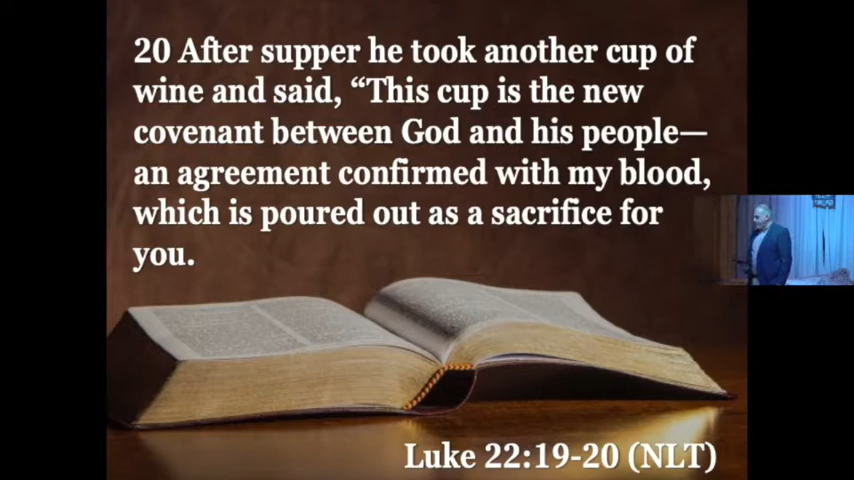 20 After supper he took another cup of
wine and said, “This cup is the new
covenant between God and his people—
an agreement confirmed with my blood,
which is poured out as a sacrifice for
you.
Luke 22:19-20 (NLT)